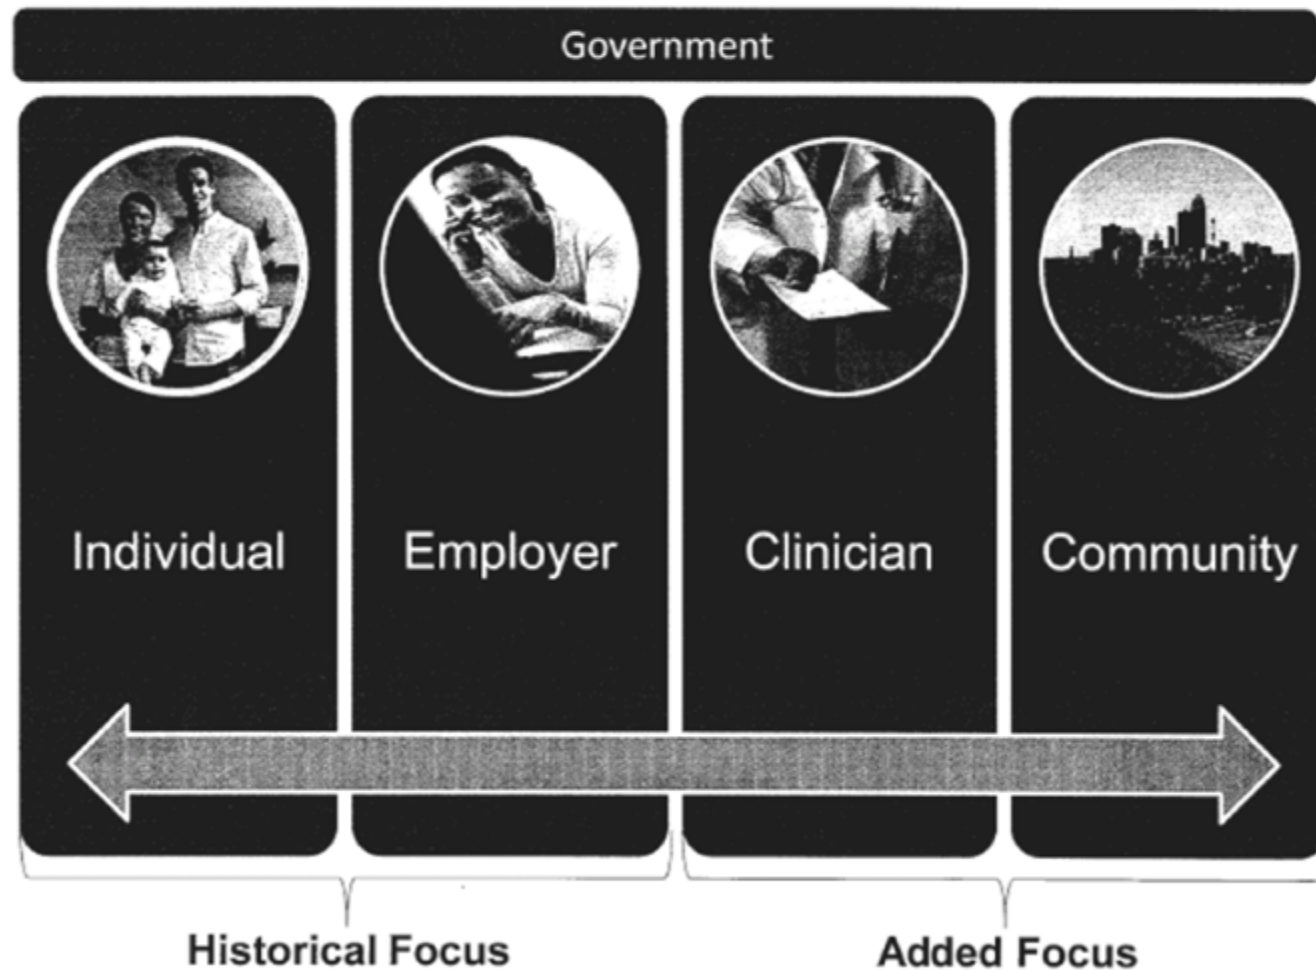 Government
Individual
Employer
Clinician
Community
Historical Focus
Added Focus